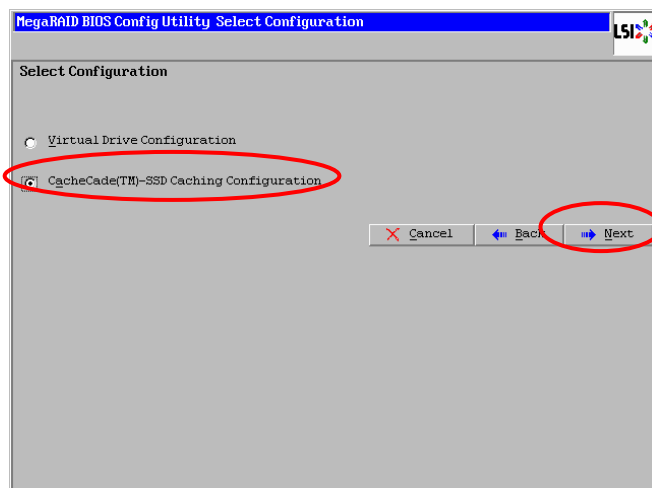 MegaRAID BIOS Config Utility Select Configuration
LSI
Select Configuration
Virtual Drive Configuration
CacheCade(TM)-SSD Caching Configuration
Cancel
Back
Next